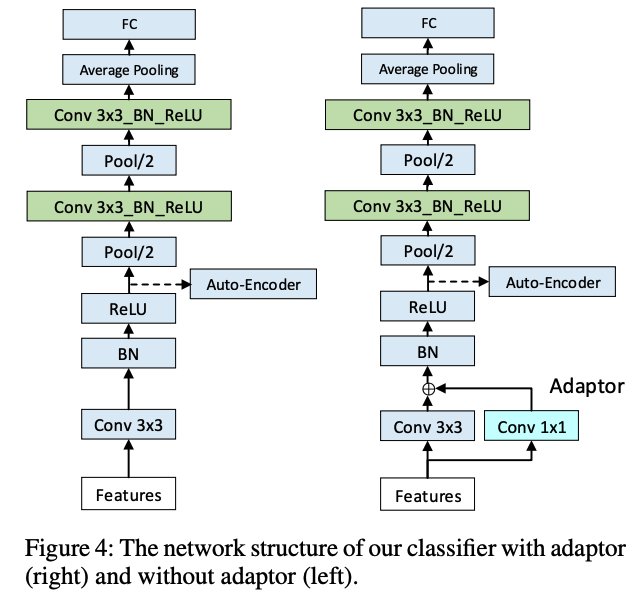 FC
Average Pooling
Conv 3x3_BN_ReLU
Pool/2
Conv 3x3_BN_ReLU
Pool/2
Auto-Encoder
ReLU
BN
Conv 3x3
Features
FC
Average Pooling
Conv 3x3_BN_ReLU
Pool/2
Conv 3x3_BN_ReLU
Pool/2
Auto-Encoder
ReLU
BN
Adaptor
Conv 3x3
Conv 1x1
Features
Figure 4: The network structure of our classifier with adaptor
(right) and without adaptor (left).